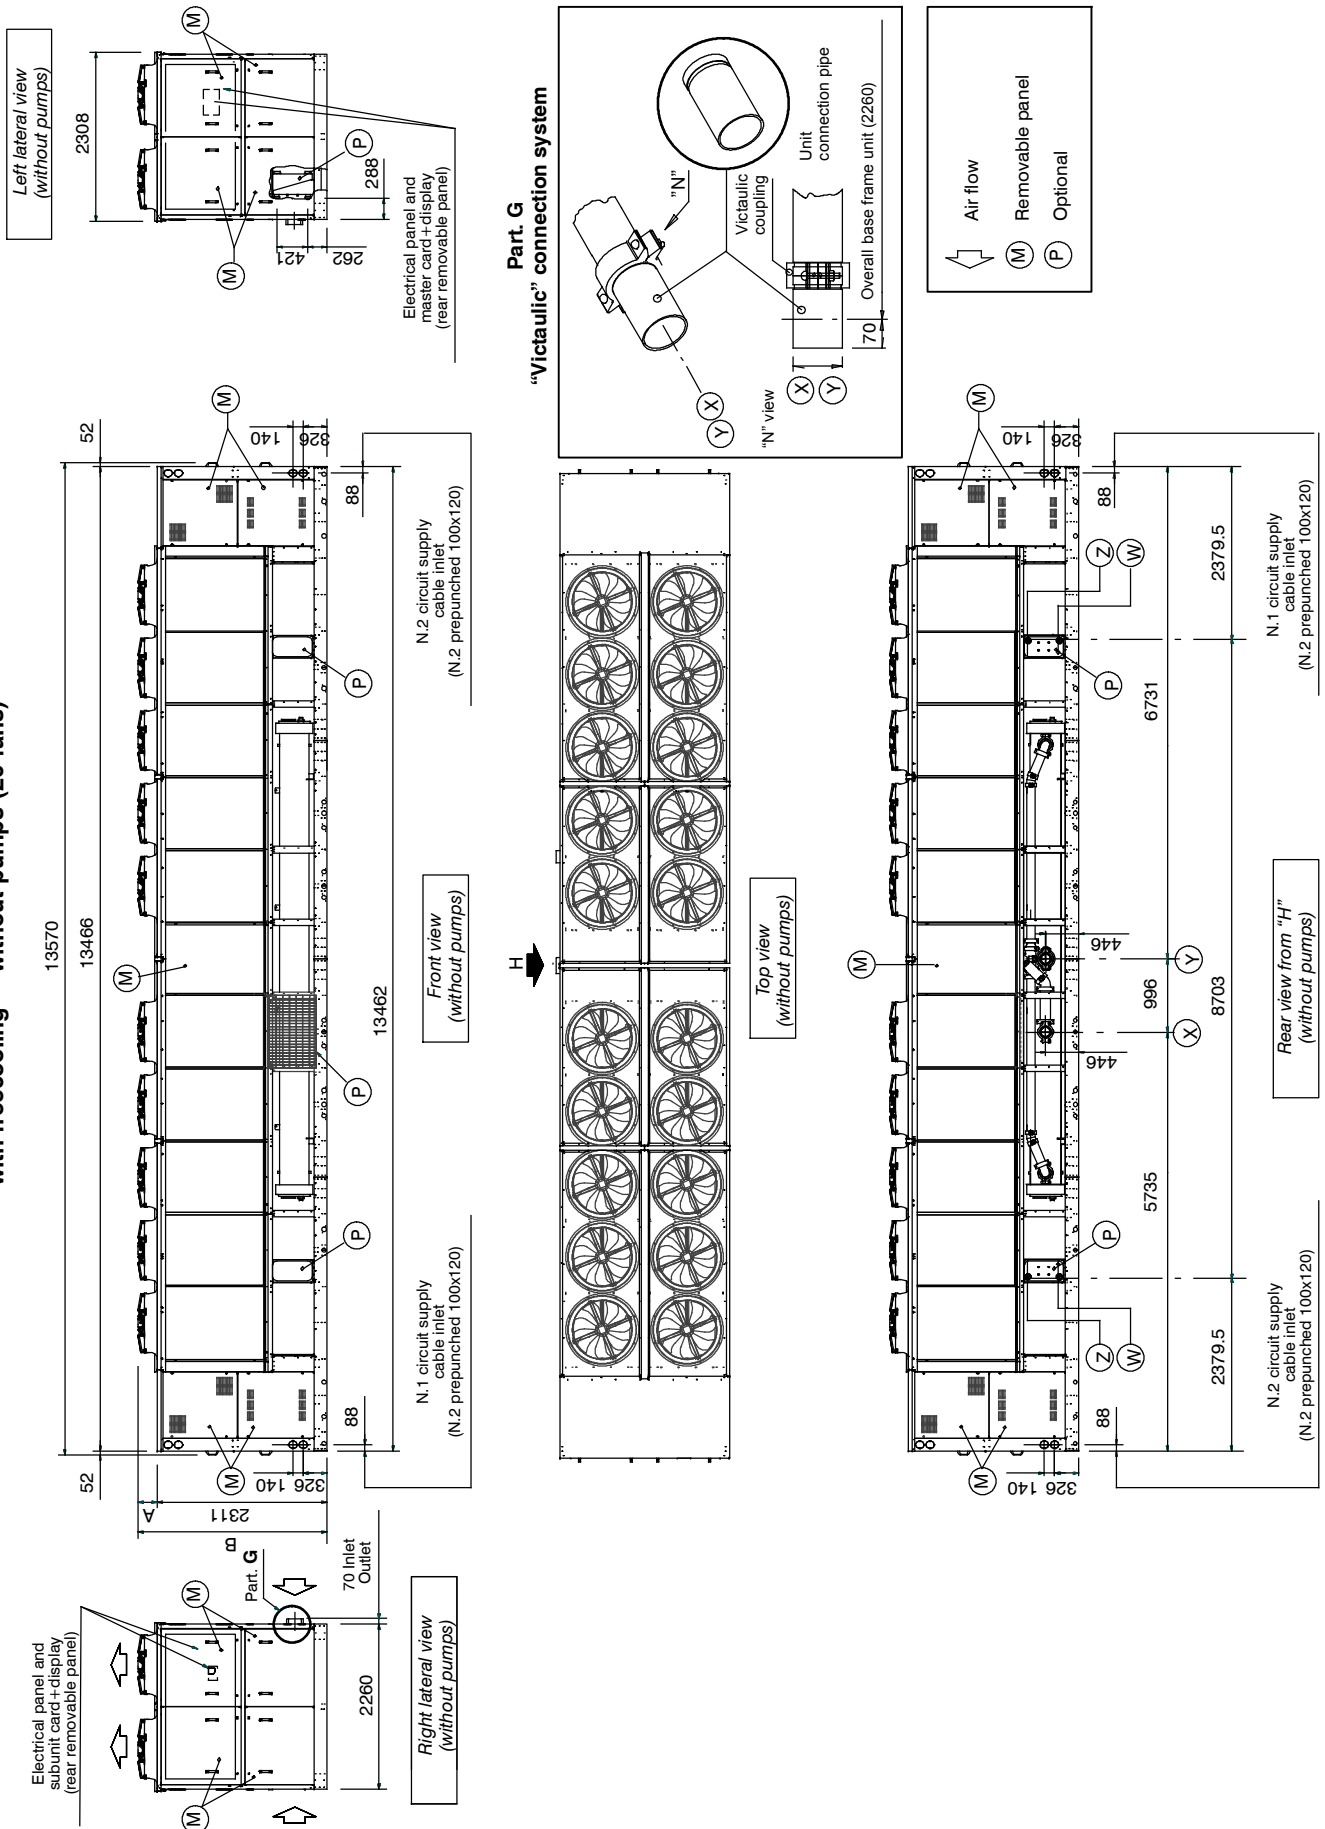 Left lateral view
(without pumps)
2308
M
M
P
288
421
262
Electrical panel and
master card+display
(rear removable panel)
Part. G
“Victaulic” connection system
"N"
X
Y
Unit
connection pipe
Victaulic
coupling
Overall base frame unit (2260)
70
"N" view
X
Y
Air flow
M
Removable panel
P
Optional
13570
13466
52
52
M
M
M
140
326
88
13462
88
326
140
P
P
P
N.2 circuit supply
cable inlet
(N.2 prepunched 100x120)
N.1 circuit supply
cable inlet
(N.2 prepunched 100x120)
Front view
(without pumps)
A
2311
B
H
Top view
(without pumps)
M
M
M
140
326
88
88
326
140
Z
W
P
P
Z
W
2379.5
6731
446
996
8703
Y
X
446
5735
2379.5
N.1 circuit supply
cable inlet
(N.2 prepunched 100x120)
N.2 circuit supply
cable inlet
(N.2 prepunched 100x120)
Rear view from “H”
(without pumps)
Electrical panel and
subunit card+display
(rear removable panel)
M
M
Part. G
70 Inlet
Outlet
2260
Right lateral view
(without pumps)